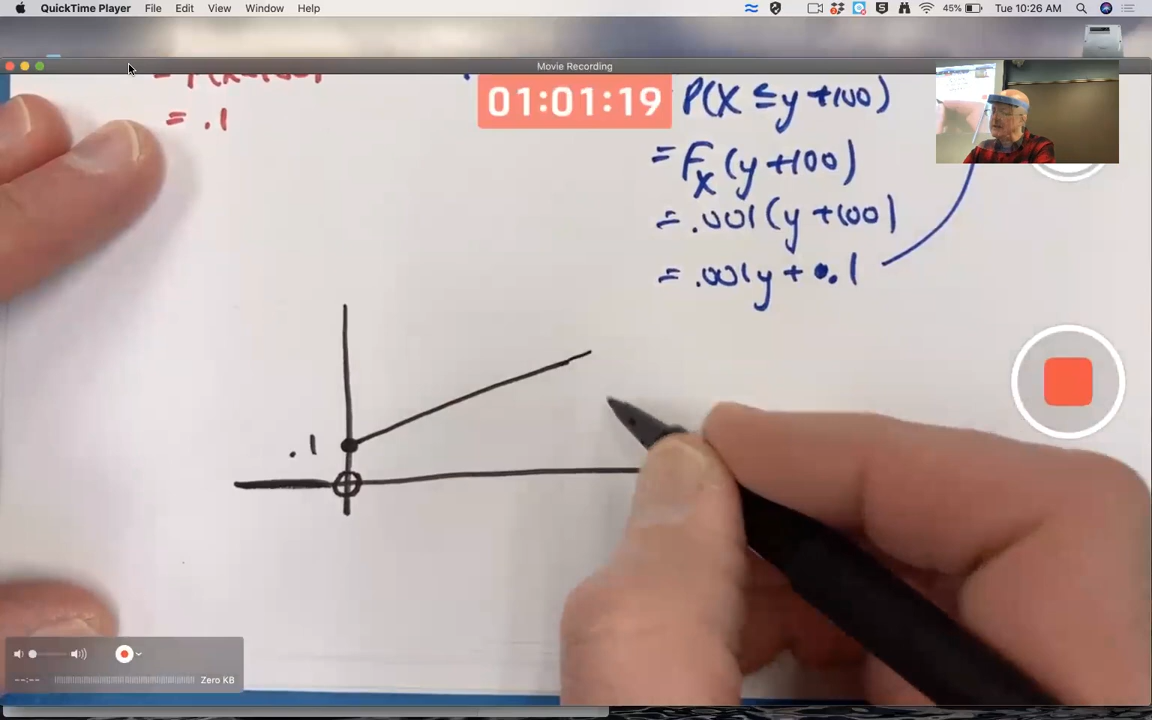 QuickTime Player File Edit View Window Help 45% Tue 10:26 AM
Movie Recording
01:01:19
= .1
P(X ≤ y + 100)
= F_X (y+100)
= .001(y + 100)
= .001y + .1
.1
--:-- Zero KB